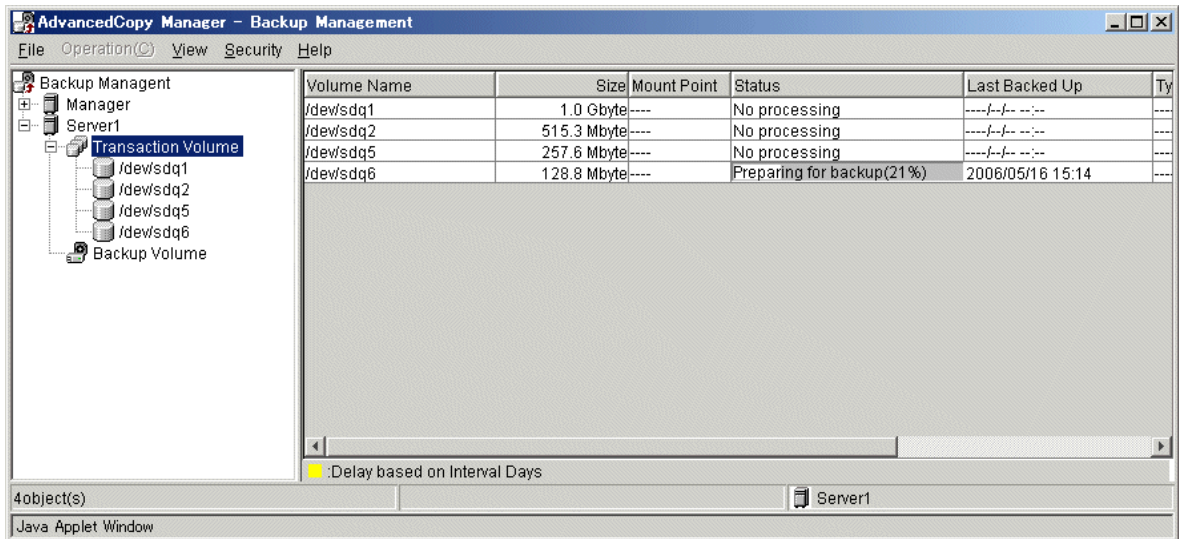 AdvancedCopy Manager - Backup Management
File Operation(C) View Security Help
Backup Managent
Manager
Server1
Transaction Volume
/dev/sdq1
/dev/sdq2
/dev/sdq5
/dev/sdq6
Backup Volume
Volume Name Size Mount Point Status Last Backed Up Ty
/dev/sdq1 1.0 Gbyte ---- No processing ----/--/-- --:-- ----
/dev/sdq2 515.3 Mbyte ---- No processing ----/--/-- --:-- ----
/dev/sdq5 257.6 Mbyte ---- No processing ----/--/-- --:-- ----
/dev/sdq6 128.8 Mbyte ---- Preparing for backup(21%) 2006/05/16 15:14 ----
:Delay based on Interval Days
4object(s) Server1
Java Applet Window